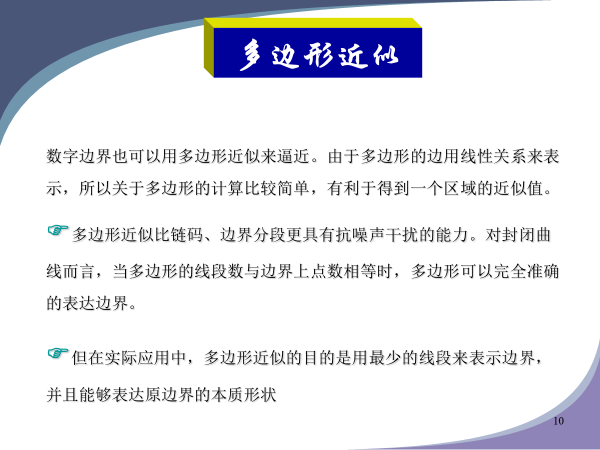 多边形近似
数字边界也可以用多边形近似来逼近。由于多边形的边用线性关系来表
示，所以关于多边形的计算比较简单，有利于得到一个区域的近似值。
多边形近似比链码、边界分段更具有抗噪声干扰的能力。对封闭曲
线而言，当多边形的线段数与边界上点数相等时，多边形可以完全准确
的表达边界。
但在实际应用中，多边形近似的目的是用最少的线段来表示边界，
并且能够表达原边界的本质形状
10